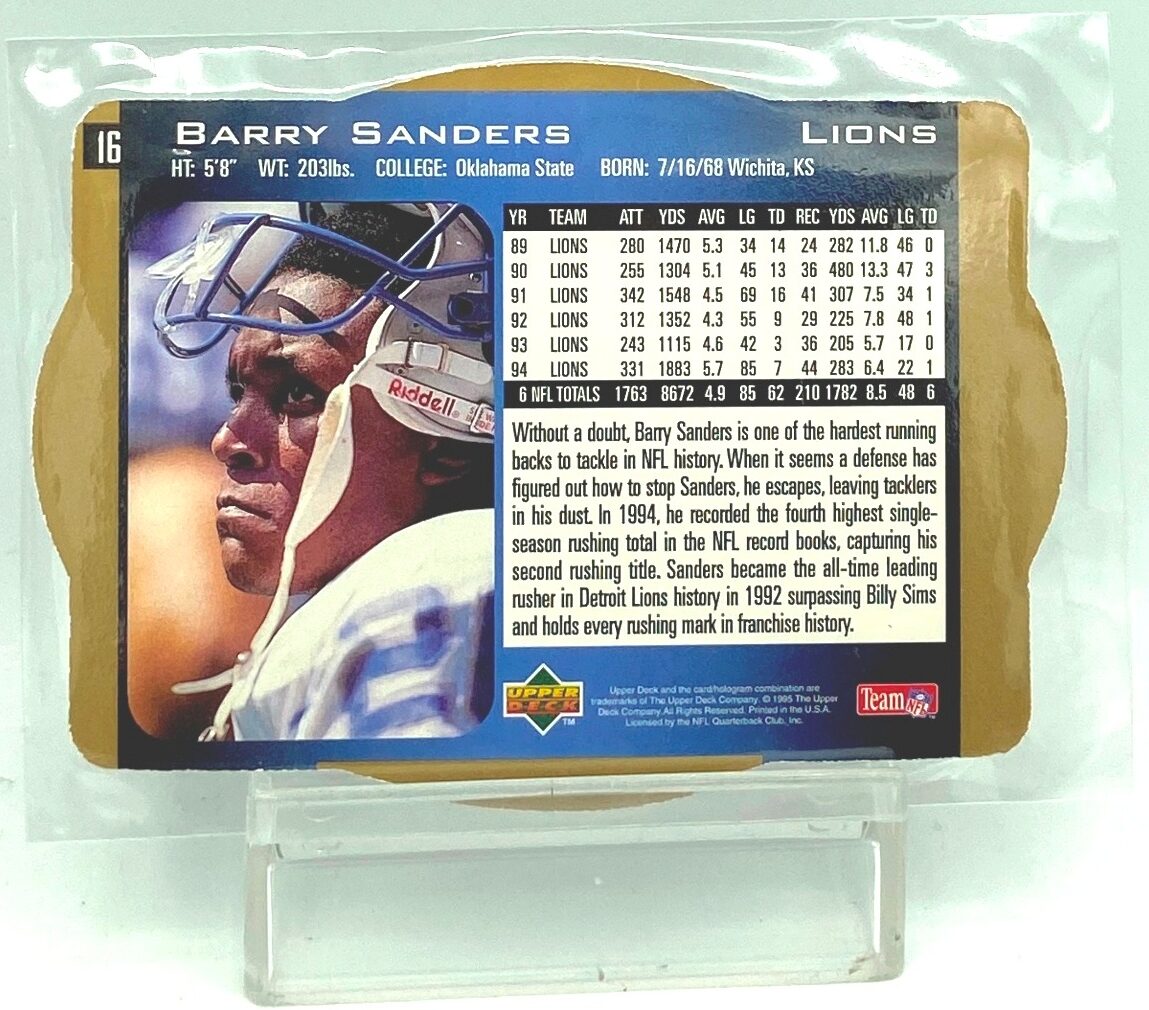 16
BARRY SANDERS LIONS
HT: 5'8" WT: 203lbs. COLLEGE: Oklahoma State BORN: 7/16/68 Wichita, KS
YR TEAM ATT YDS AVG LG TD REC YDS AVG LG TD
89 LIONS 280 1470 5.3 34 14 24 282 11.8 46 0
90 LIONS 255 1304 5.1 45 13 36 480 13.3 47 3
91 LIONS 342 1548 4.5 69 16 41 307 7.5 34 1
92 LIONS 312 1352 4.3 55 9 29 225 7.8 48 1
93 LIONS 243 1115 4.6 42 3 36 205 5.7 17 0
94 LIONS 331 1883 5.7 85 7 44 283 6.4 22 1
6 NFL TOTALS 1763 8672 4.9 85 62 210 1782 8.5 48 6
Riddell®
Without a doubt, Barry Sanders is one of the hardest running
backs to tackle in NFL history. When it seems a defense has
figured out how to stop Sanders, he escapes, leaving tacklers
in his dust. In 1994, he recorded the fourth highest single-
season rushing total in the NFL record books, capturing his
second rushing title. Sanders became the all-time leading
rusher in Detroit Lions history in 1992 surpassing Billy Sims
and holds every rushing mark in franchise history.
UPPER
DECK
TM
Upper Deck and the card/hologram combination are
trademarks of The Upper Deck Company. © 1995 The Upper
Deck Company. All Rights Reserved. Printed in the U.S.A.
Licensed by the NFL Quarterback Club, Inc.
Team NFL